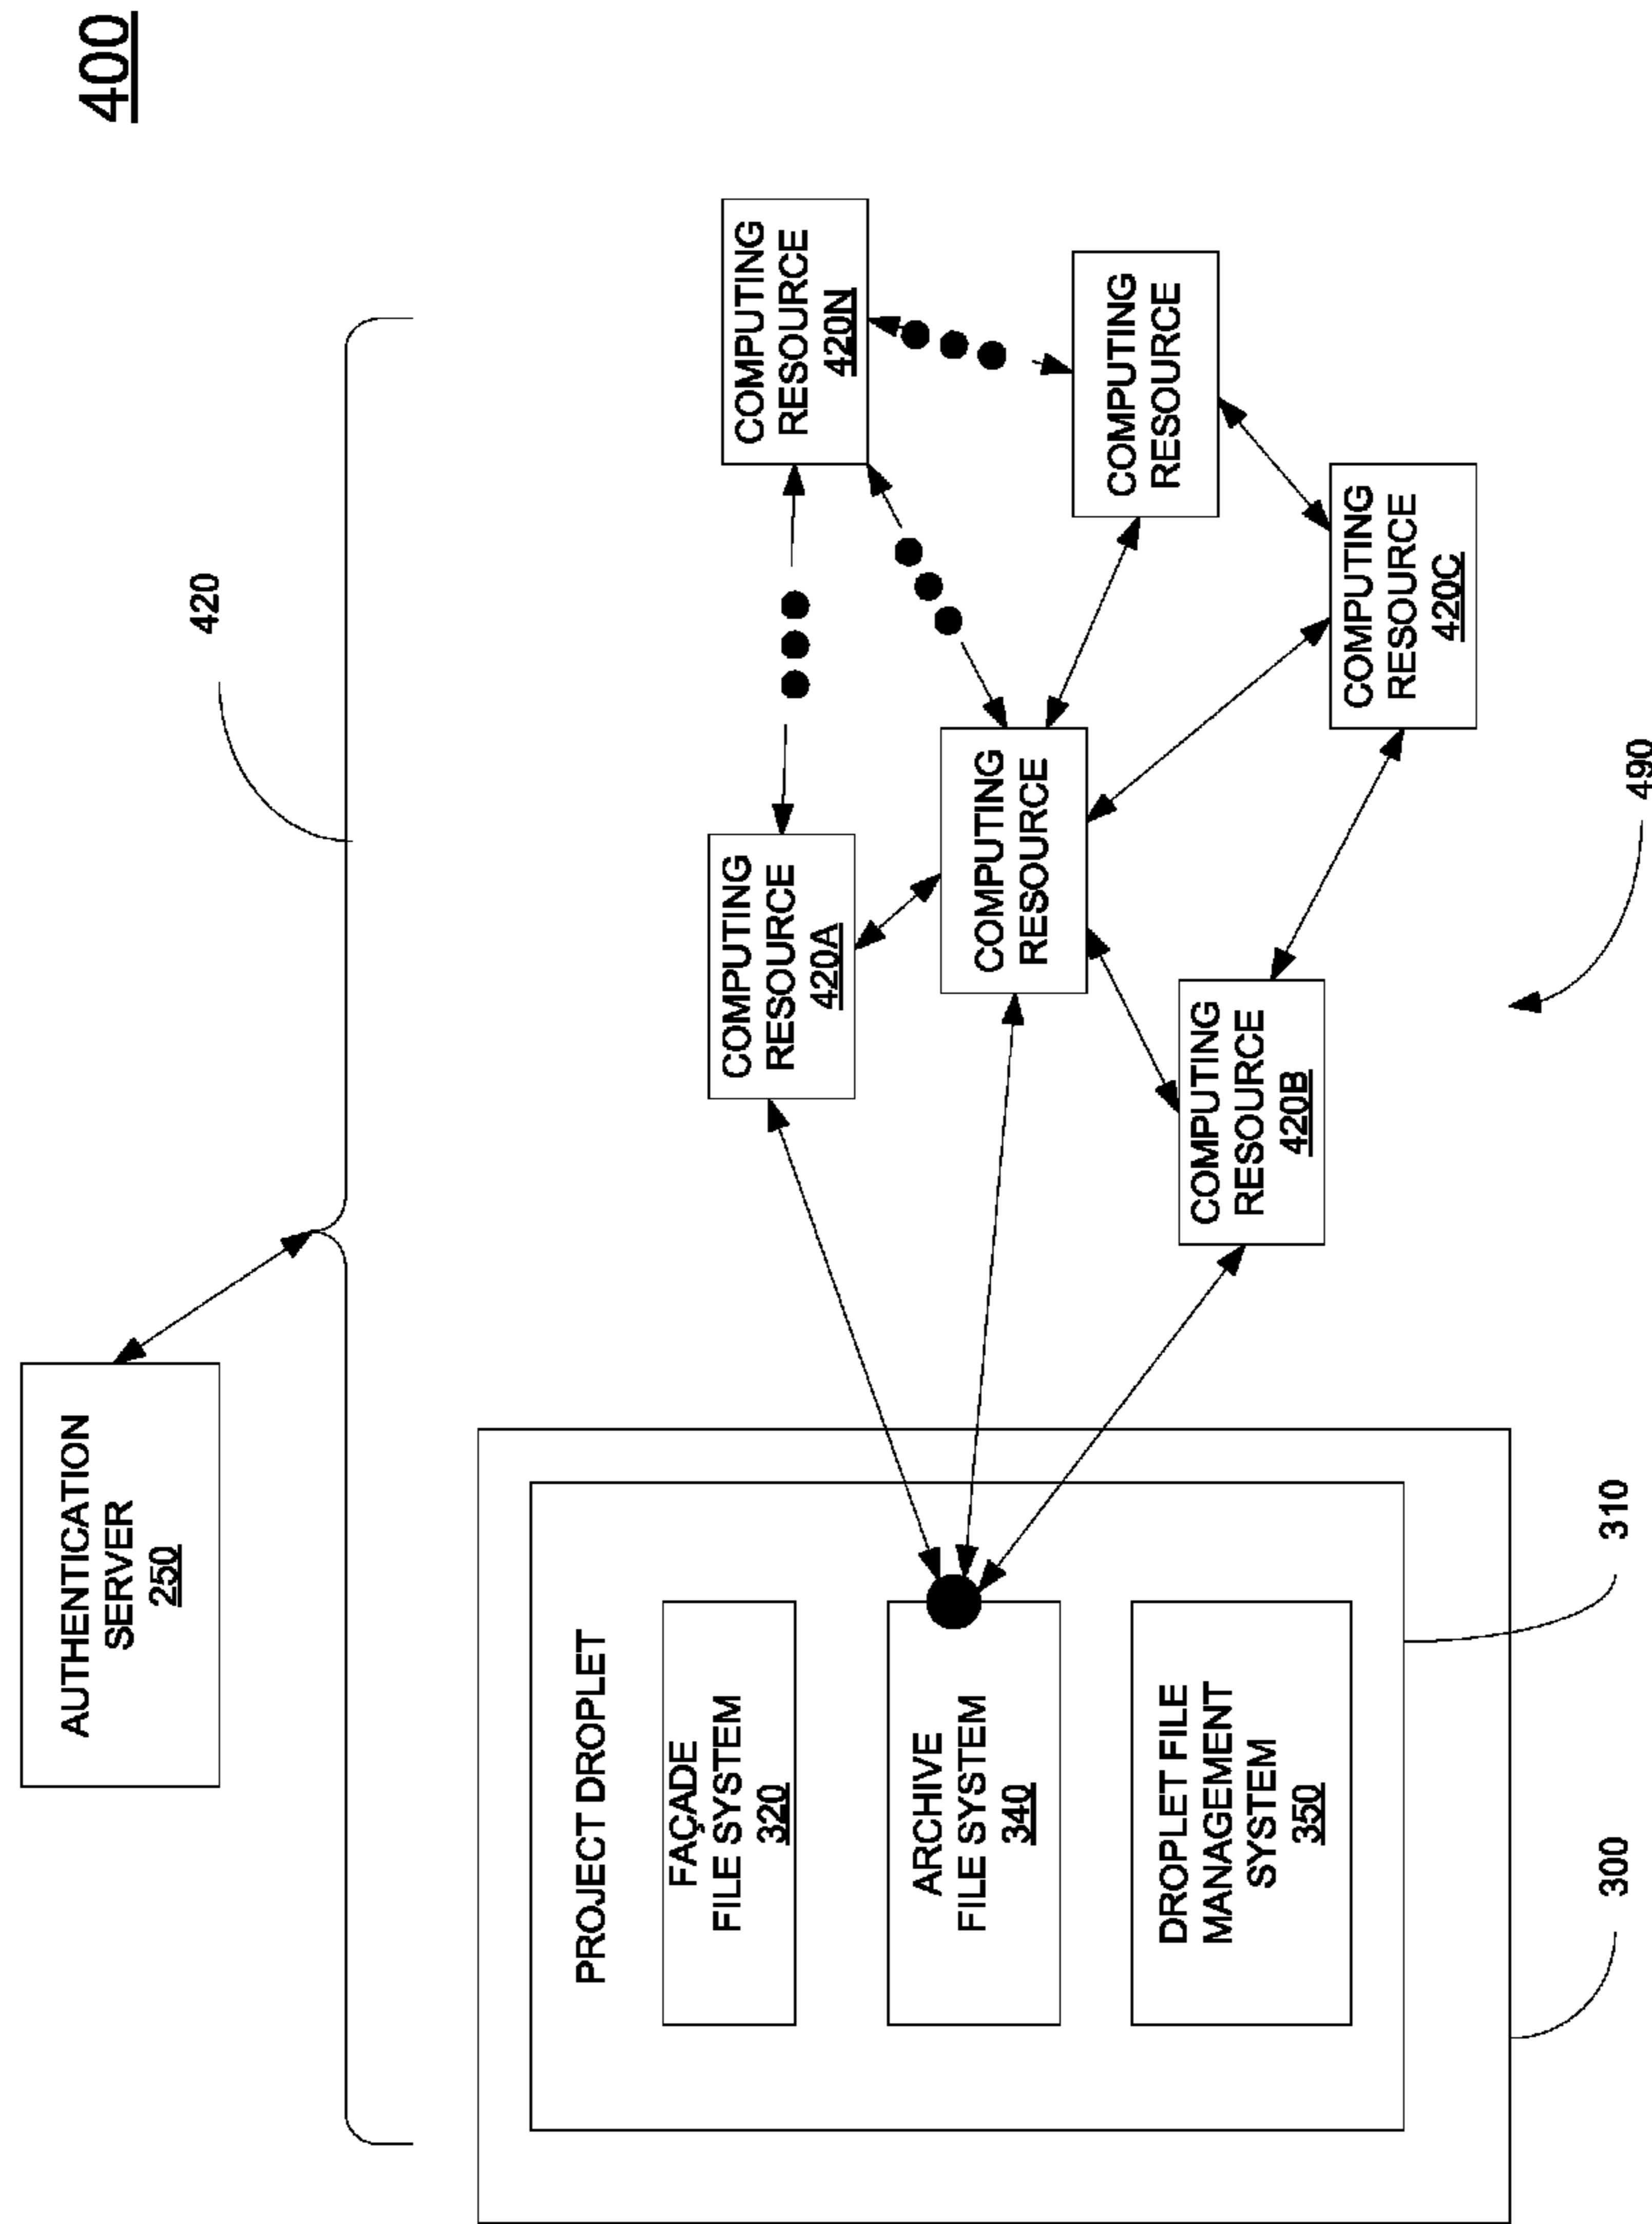 400
AUTHENTICATION
SERVER
250
420
PROJECT DROPLET
FAÇADE
FILE SYSTEM
320
ARCHIVE
FILE SYSTEM
340
DROPLET FILE
MANAGEMENT
SYSTEM
350
COMPUTING
RESOURCE
420A
COMPUTING
RESOURCE
420N
COMPUTING
RESOURCE
COMPUTING
RESOURCE
COMPUTING
RESOURCE
420B
COMPUTING
RESOURCE
420C
300
310
490